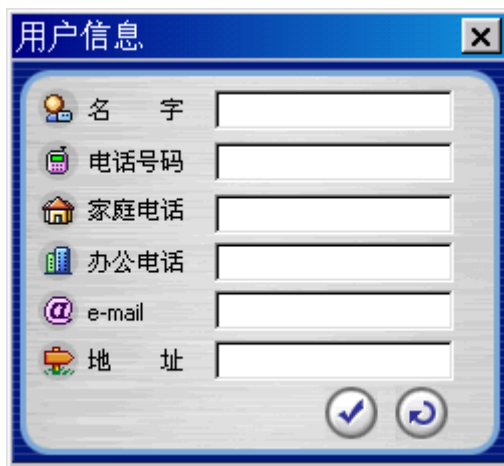 用户信息
名 字
电话号码
家庭电话
办公电话
e-mail
地 址